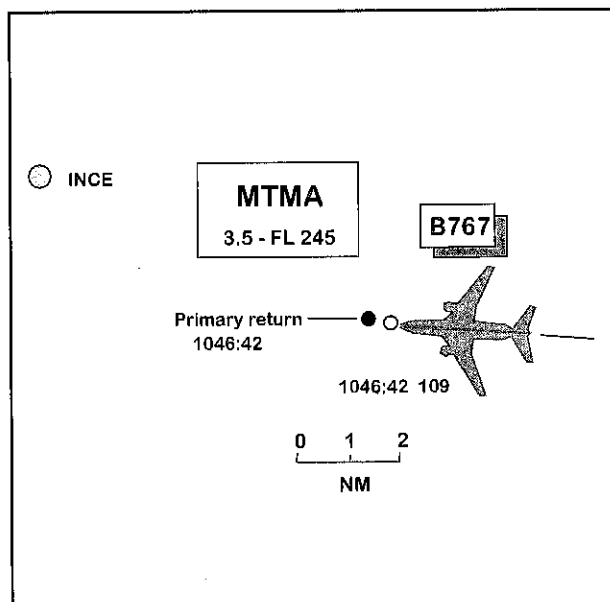 INCE
MTMA
3.5 - FL 245
B767
Primary return
1046:42
1046;42 109
0 1 2
NM